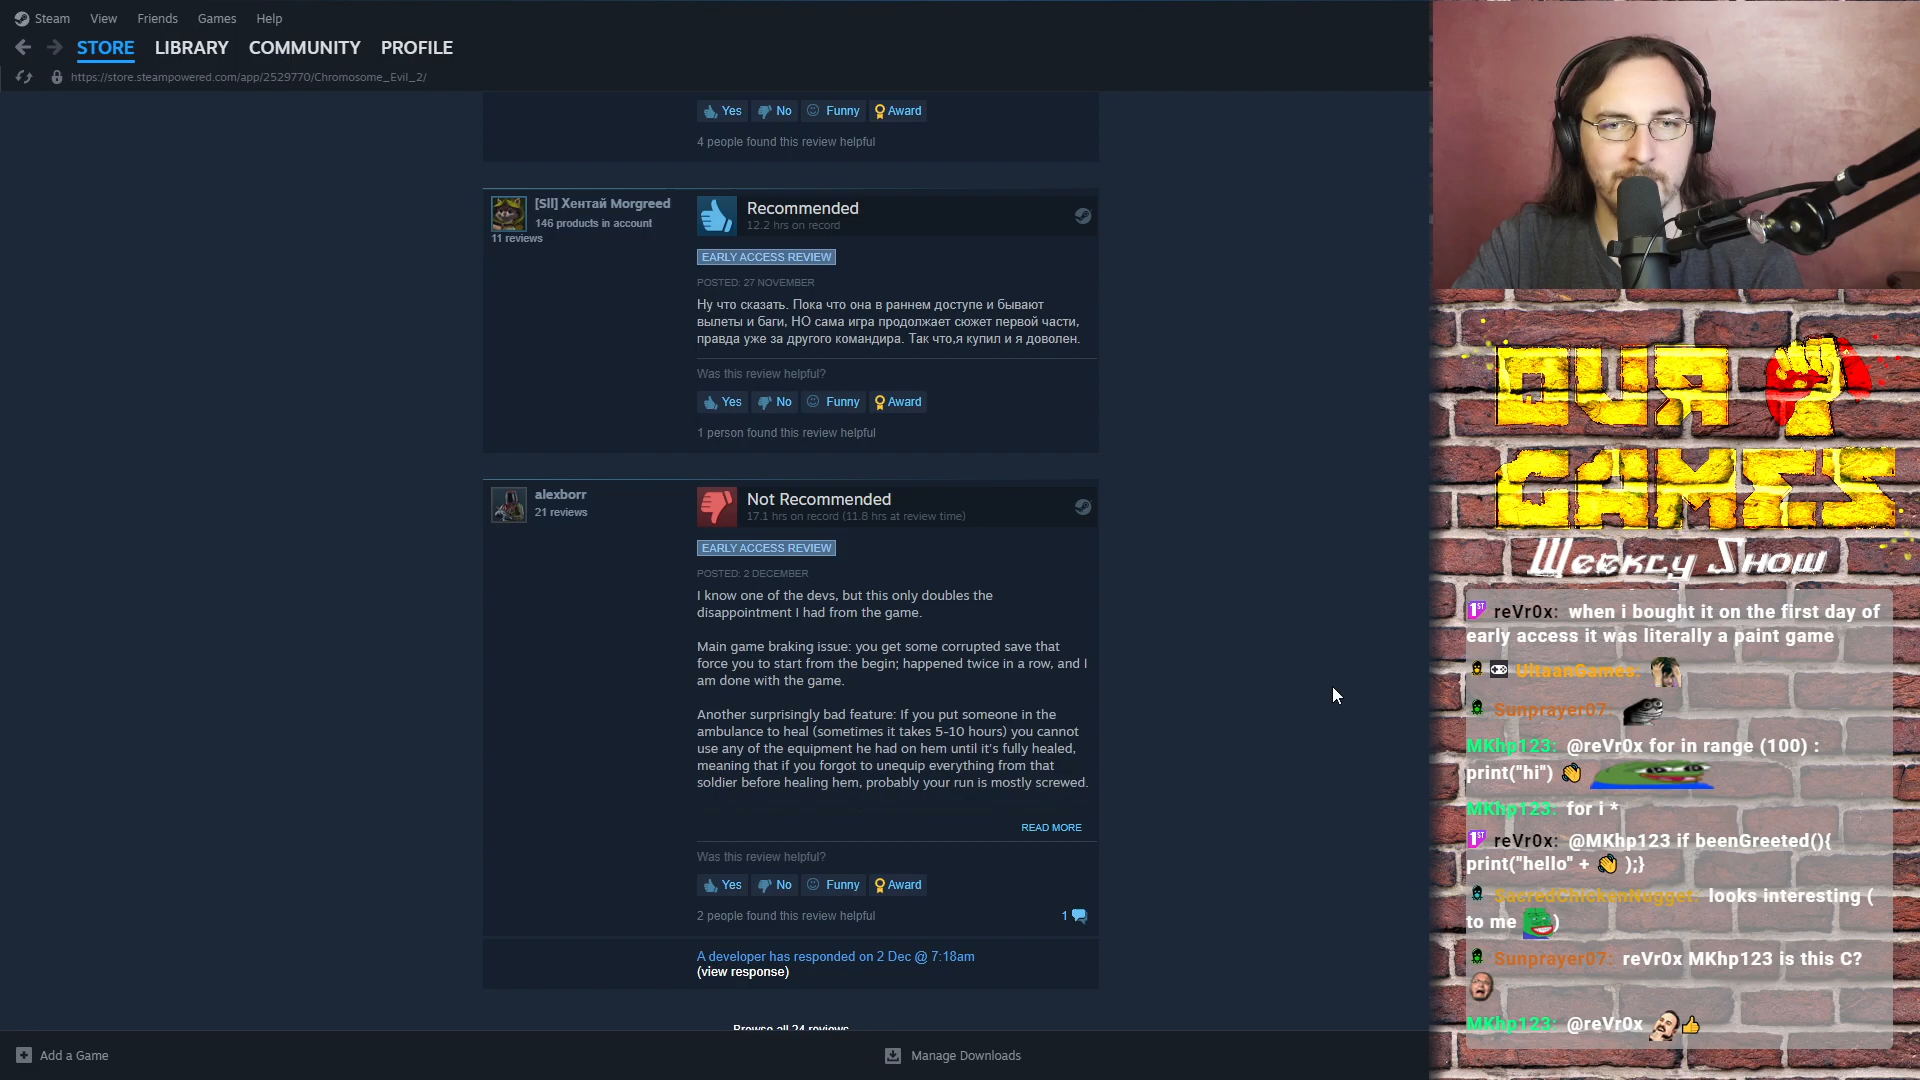 Steam View Friends Games Help
STORE LIBRARY COMMUNITY PROFILE
https://store.steampowered.com/app/2529770/Chromosome_Evil_2/
Yes No Funny Award
4 people found this review helpful
[SII] Хентай Morgreed
146 products in account
11 reviews
Recommended
12.2 hrs on record
EARLY ACCESS REVIEW
POSTED: 27 NOVEMBER
Ну что сказать. Пока что она в раннем доступе и бывают
вылеты и баги, НО сама игра продолжает сюжет первой части,
правда уже за другого командира. Так что,я купил и я доволен.
Was this review helpful?
Yes No Funny Award
1 person found this review helpful
alexborr
21 reviews
Not Recommended
17.1 hrs on record (11.8 hrs at review time)
EARLY ACCESS REVIEW
POSTED: 2 DECEMBER
I know one of the devs, but this only doubles the
disappointment I had from the game.
Main game braking issue: you get some corrupted save that
force you to start from the begin; happened twice in a row, and I
am done with the game.
Another surprisingly bad feature: If you put someone in the
ambulance to heal (sometimes it takes 5-10 hours) you cannot
use any of the equipment he had on hem until it's fully healed,
meaning that if you forgot to unequip everything from that
soldier before healing hem, probably your run is mostly screwed.
READ MORE
Was this review helpful?
Yes No Funny Award
2 people found this review helpful
1
A developer has responded on 2 Dec @ 7:18am
(view response)
Browse all 24 reviews
Add a Game
Manage Downloads
OUR
GAMES
Weekly Show
1ST reVr0x: when i bought it on the first day of
early access it was literally a paint game
UltaanGames:
Sunprayer07:
MKhp123: @reVr0x for in range (100) :
print("hi")
MKhp123: for i *
1ST reVr0x: @MKhp123 if beenGreeted(){
print("hello" + );}
SacredChickenNugget: looks interesting (
to me )
Sunprayer07: reVr0x MKhp123 is this C?
MKhp123: @reVr0x